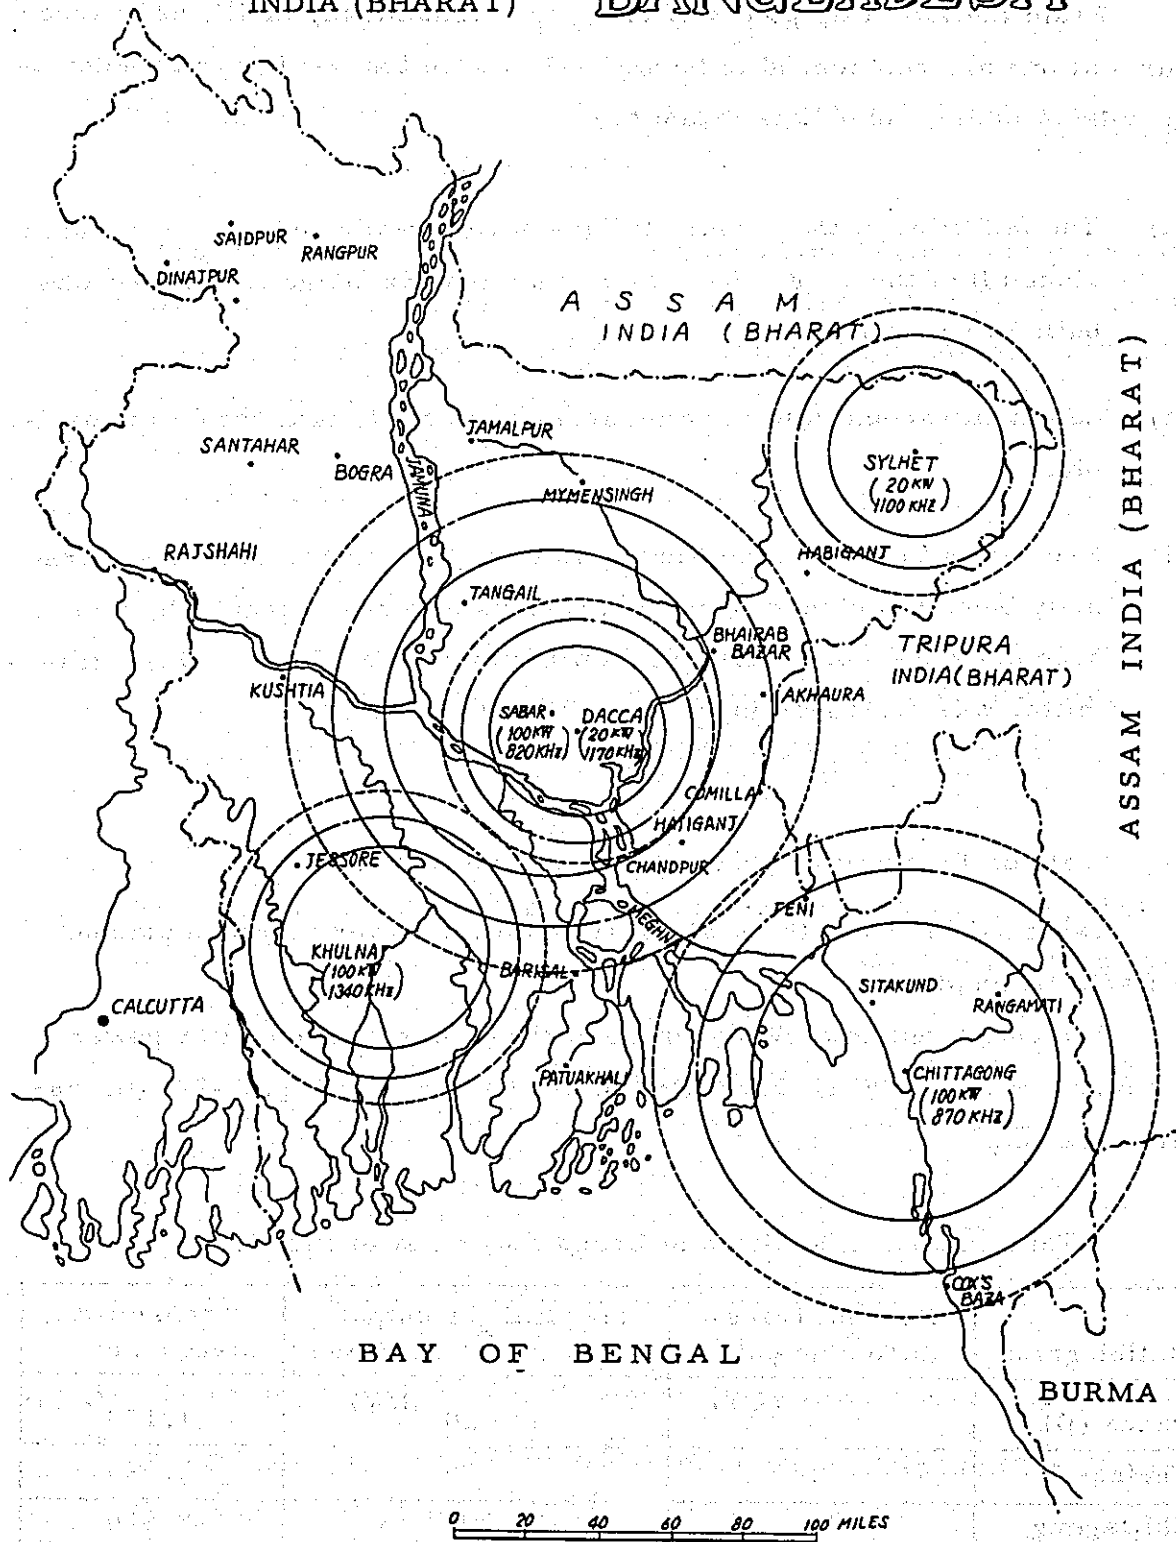 INDIA (BHARAT)
BANGLADESH
SAIDPUR
RANGPUR
DINAJPUR
A S S A M
INDIA (BHARAT)
ASSAM INDIA (BHARAT)
JAMALPUR
SANTAHAR
BOGRA
JAMUNA
MYMENSINGH
SYLHET
(20 KW
1100 KHZ)
HABIGANJ
RAJSHAHI
TANGAIL
BHAIRAB
BAZAR
TRIPURA
INDIA (BHARAT)
KUSHTIA
AKHAURA
SABAR
(100 KW
820 KHZ)
DACCA
(20 KW
1170 KHZ)
COMILLA
HAJIGANJ
CHANDPUR
JESSORE
FENI
MEGHNA
KHULNA
(100 KW
1340 KHZ)
BARISAL
SITAKUND
RANGAMATI
CALCUTTA
PATUAKHALI
CHITTAGONG
(100 KW
870 KHZ)
COX'S
BAZA
BAY OF BENGAL
BURMA
0 20 40 60 80 100 MILES